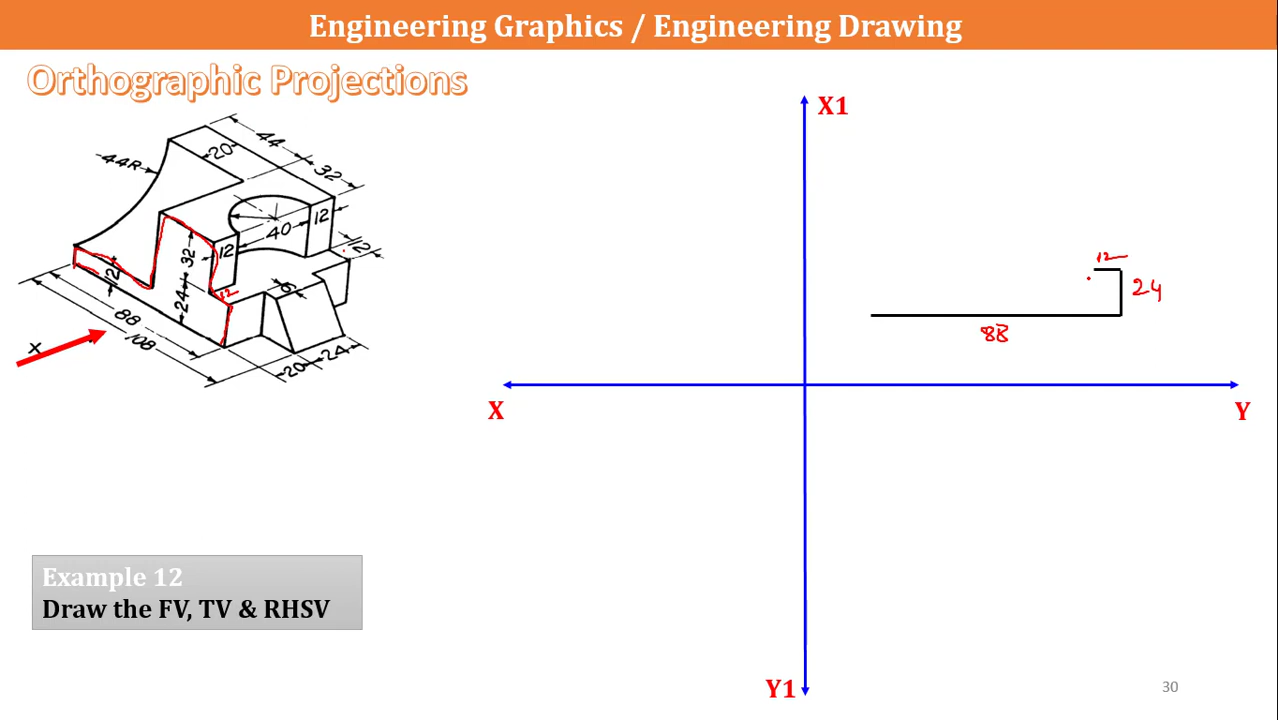 Engineering Graphics / Engineering Drawing
Orthographic Projections
X1
44
20
44R
32
12
12
40
12
32
12
12
24
6
88
108
X
20
24
12
24
88
X
Y
Example 12
Draw the FV, TV & RHSV
Y1
30